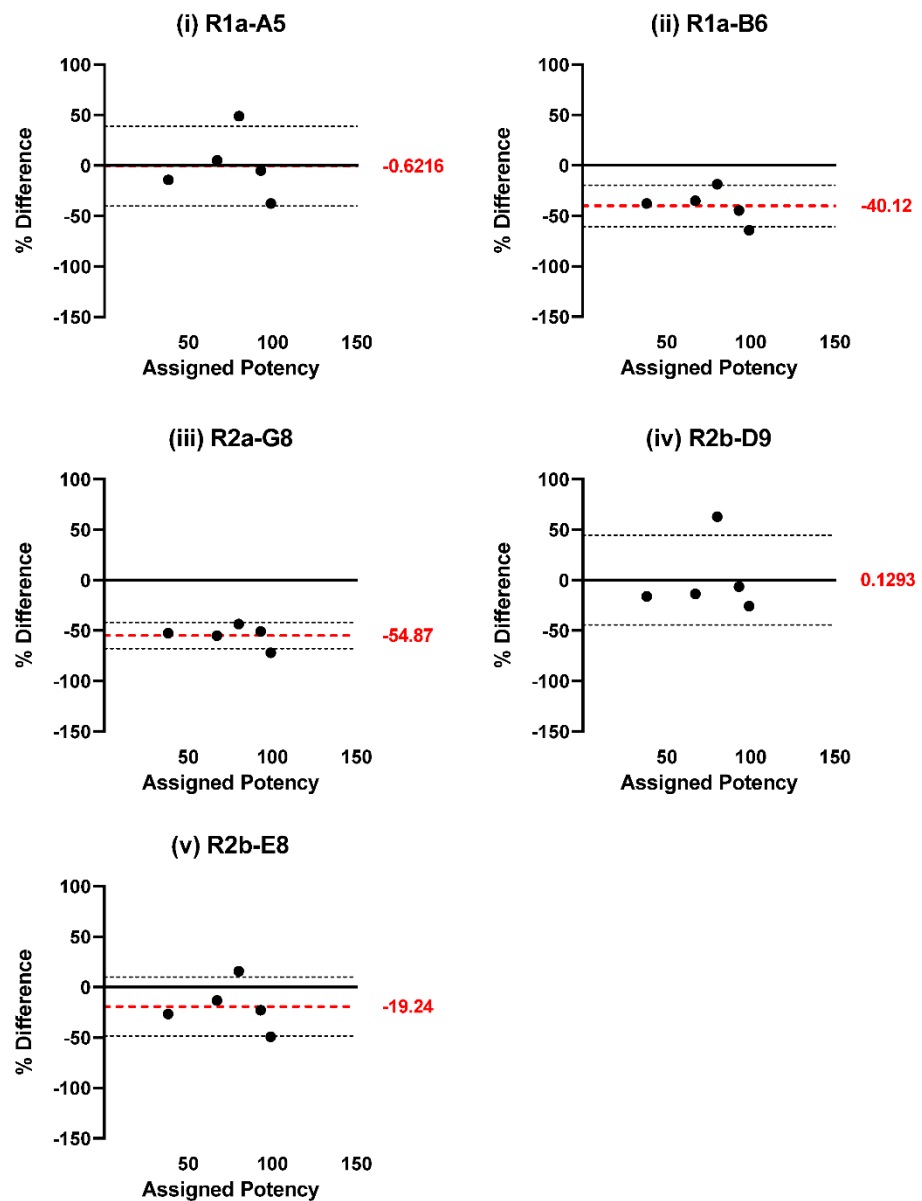 (i) R1a-A5
% Difference
100
50
0
-50
-100
-150
-0.6216
50 100 150
Assigned Potency
(ii) R1a-B6
% Difference
100
50
0
-50
-100
-150
-40.12
50 100 150
Assigned Potency
(iii) R2a-G8
% Difference
100
50
0
-50
-100
-150
-54.87
50 100 150
Assigned Potency
(iv) R2b-D9
% Difference
100
50
0
-50
-100
-150
0.1293
50 100 150
Assigned Potency
(v) R2b-E8
% Difference
100
50
0
-50
-100
-150
-19.24
50 100 150
Assigned Potency